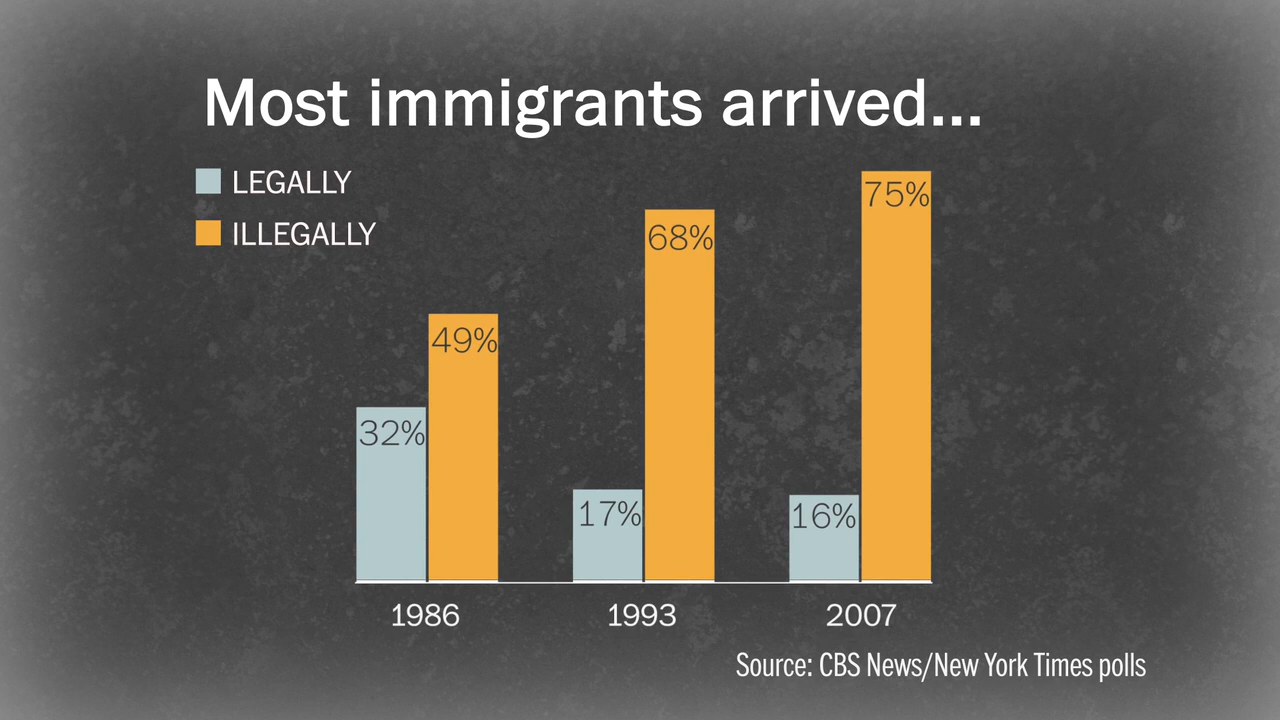 Most immigrants arrived...
LEGALLY
ILLEGALLY
75%
68%
49%
32%
17%
16%
1986 1993 2007
Source: CBS News/New York Times polls